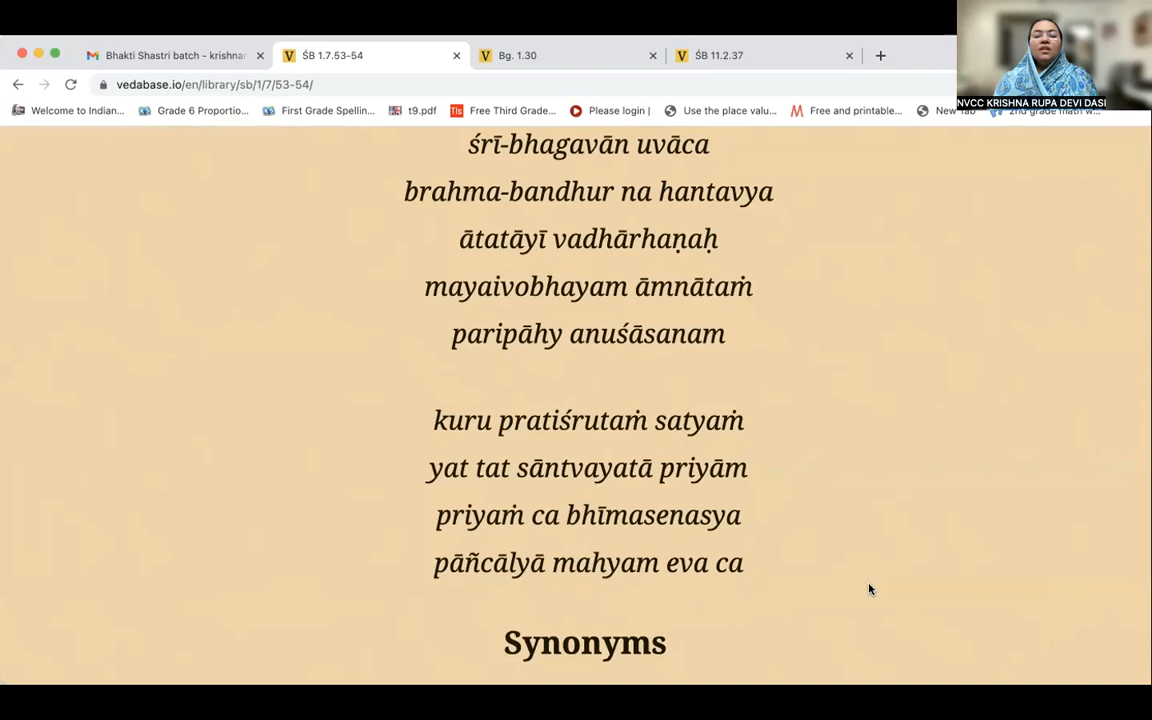 Bhakti Shastri batch - krishna
ŚB 1.7.53-54
Bg. 1.30
ŚB 11.2.37
vedabase.io/en/library/sb/1/7/53-54/
Welcome to Indian... Grade 6 Proportio... First Grade Spellin... t9.pdf Free Third Grade... Please login | Use the place valu... Free and printable... New Tab 2nd grade math w...
NVCC KRISHNA RUPA DEVI DASI
śrī-bhagavān uvāca
brahma-bandhur na hantavya
ātatāyī vadhārhaṇaḥ
mayaivobhayam āmnātaṁ
paripāhy anuśāsanam
kuru pratiśrutaṁ satyaṁ
yat tat sāntvayatā priyām
priyaṁ ca bhīmasenasya
pāñcālyā mahyam eva ca
Synonyms